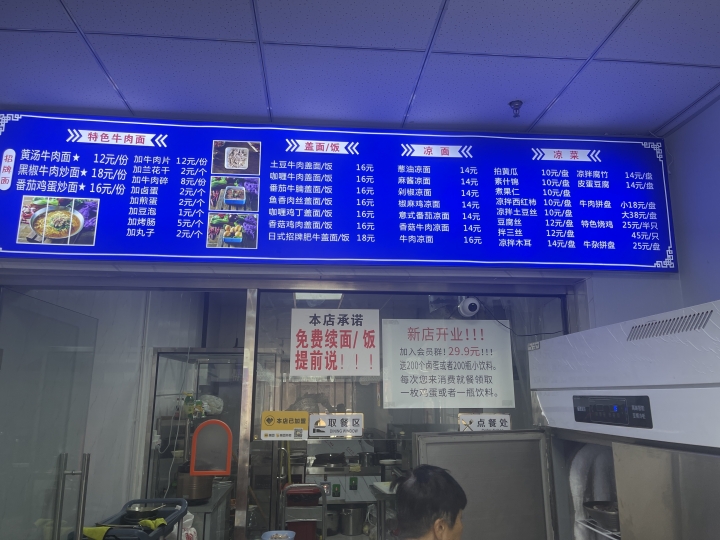 招牌面
特色牛肉面
黄汤牛肉面★ 12元/份
黑椒牛肉炒面★ 18元/份
番茄鸡蛋炒面★ 16元/份
加牛肉片 12元/份
加兰花干 2元/个
加牛肉碎 8元/份
加卤蛋 2元/个
加煎蛋 2元/个
加豆泡 1元/个
加烤肠 5元/个
加丸子 2元/个
盖面/饭
土豆牛肉盖面/饭 16元
咖喱牛肉盖面/饭 16元
番茄牛腩盖面/饭 16元
鱼香肉丝盖面/饭 16元
咖喱鸡丁盖面/饭 16元
香菇鸡肉盖面/饭 16元
日式招牌肥牛盖面/饭 18元
凉面
葱油凉面 14元
麻酱凉面 14元
剁椒凉面 14元
椒麻鸡凉面 14元
意式番茄凉面 14元
香菇牛肉凉面 14元
牛肉凉面 16元
凉菜
拍黄瓜 10元/盘
素什锦 10元/盘
煮果仁 10元/盘
凉拌西红柿 10元/盘
凉拌土豆丝 10元/盘
豆腐丝 12元/盘
拌三丝 12元/盘
凉拌木耳 14元/盘
凉拌腐竹 14元/盘
皮蛋豆腐 14元/盘
牛肉拼盘 小18元/盘
大38元/盘
特色烧鸡 25元/半只
45元/只
牛杂拼盘 25元/盘
本店承诺
免费续面/饭
提前说！！！
新店开业!!!
加入会员群! 29.9元!!!
送200个卤蛋或者200瓶小饮料。
每次您来消费就餐领取
一枚鸡蛋或者一瓶饮料。
本店已加盟
取餐区
点餐处